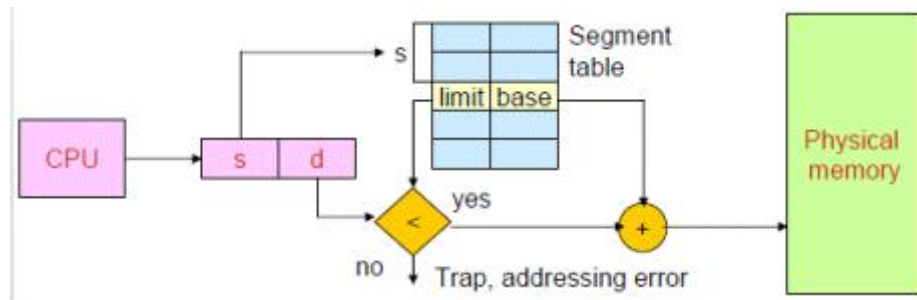 s
Segment
table
limit base
CPU
s d
Physical
memory
<
yes
+
no
Trap, addressing error